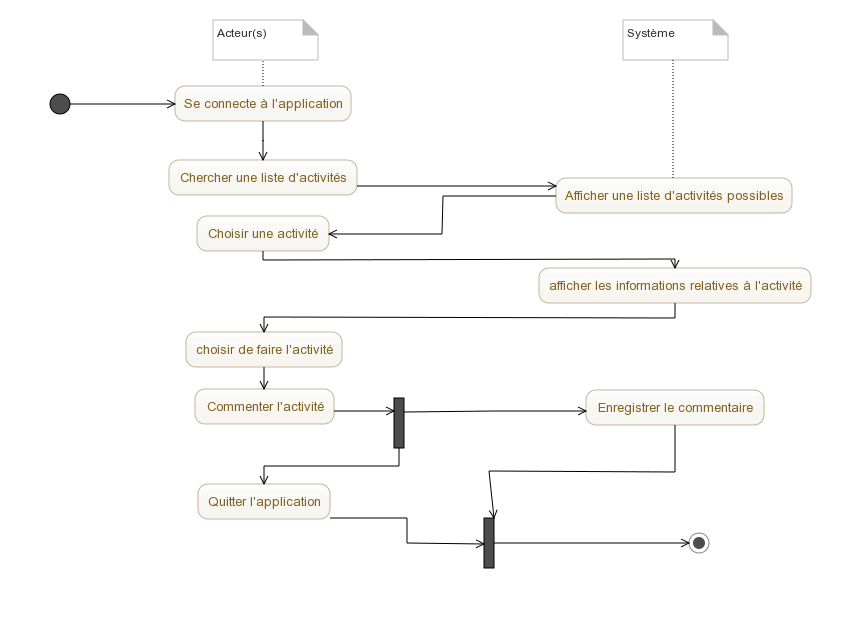 Acteur(s)
Système
Se connecte à l'application
Chercher une liste d'activités
Afficher une liste d'activités possibles
Choisir une activité
afficher les informations relatives à l'activité
choisir de faire l'activité
Commenter l'activité
Enregistrer le commentaire
Quitter l'application